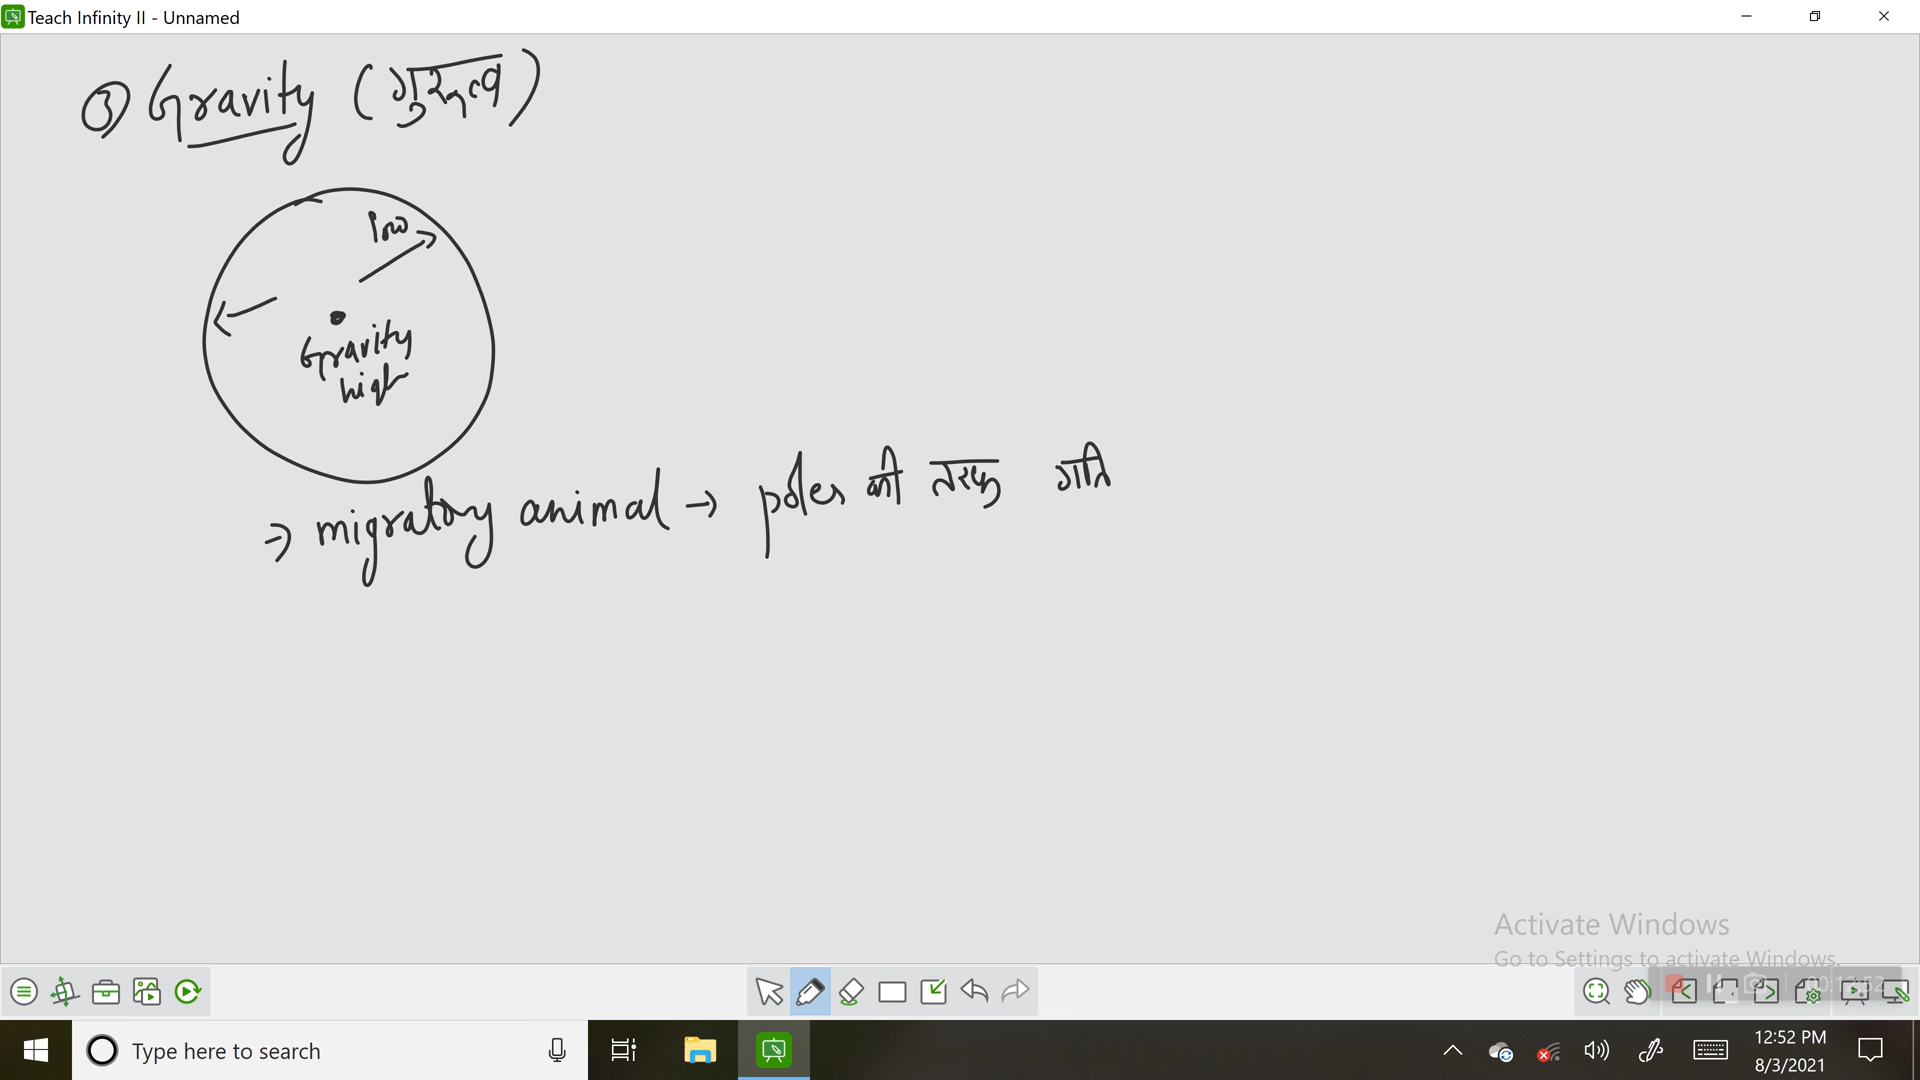 Teach Infinity II - Unnamed
③ Gravity (गुरुत्व)
low
Gravity
high
⇒ migratory animal → poles की तरफ गति
Activate Windows
Go to Settings to activate Windows.
Type here to search
12:52 PM
8/3/2021